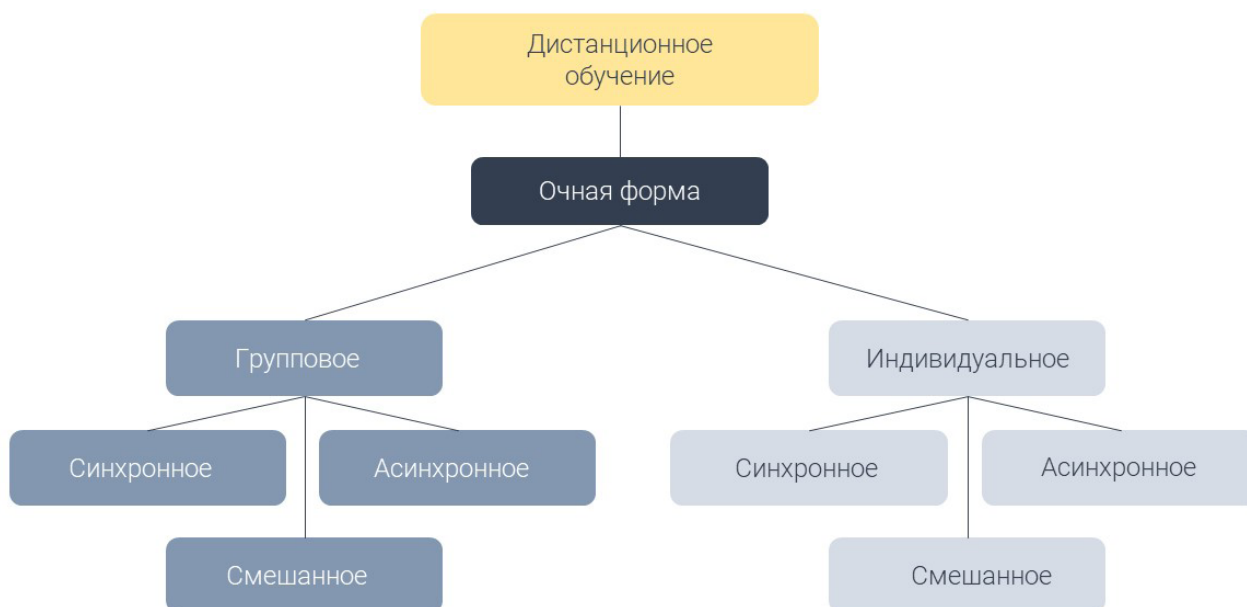 Дистанционное
обучение
Очная форма
Групповое
Индивидуальное
Синхронное
Асинхронное
Синхронное
Асинхронное
Смешанное
Смешанное